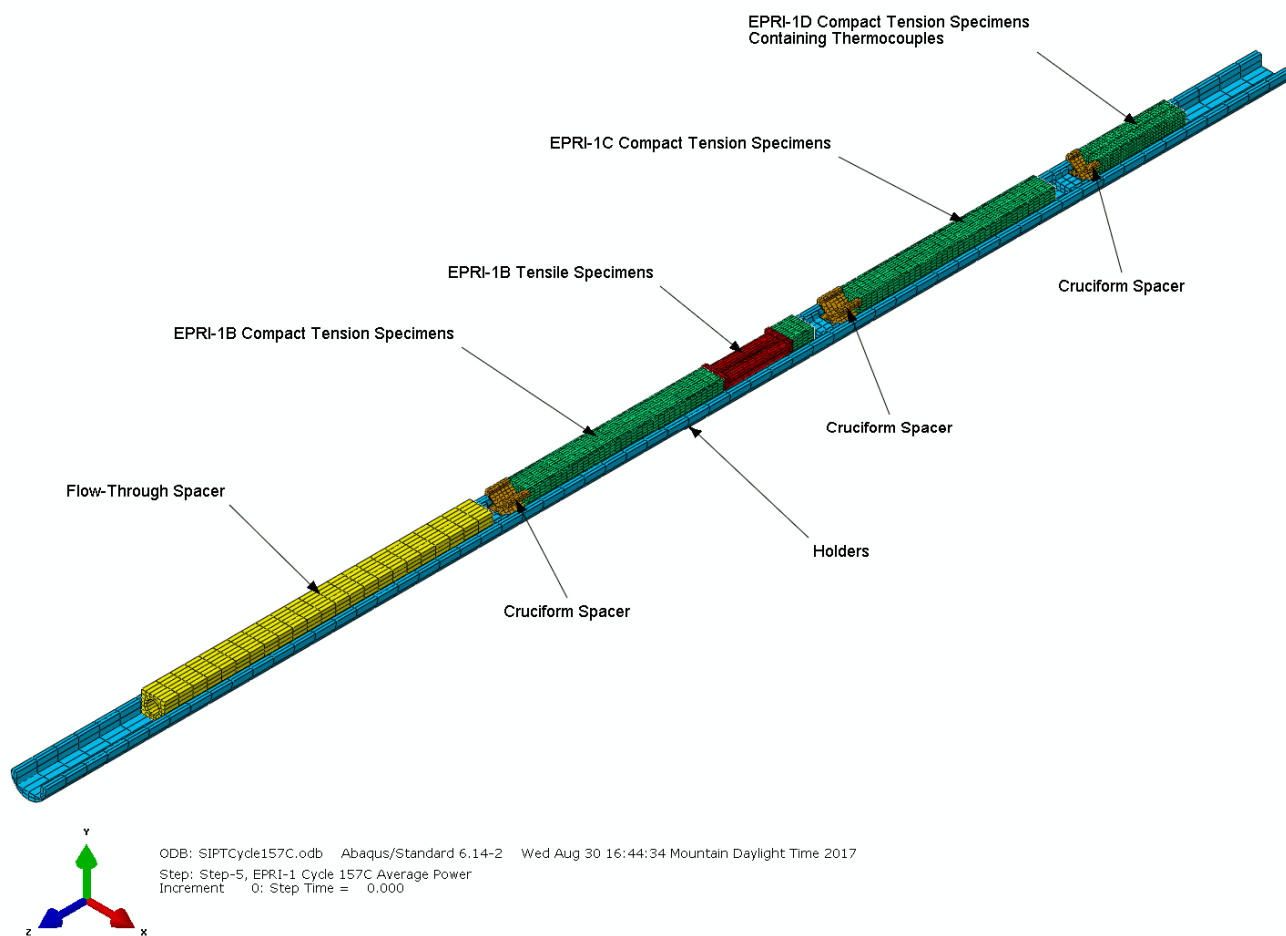 EPRI-1D Compact Tension Specimens
Containing Thermocouples
EPRI-1C Compact Tension Specimens
Cruciform Spacer
EPRI-1B Tensile Specimens
EPRI-1B Compact Tension Specimens
Cruciform Spacer
Flow-Through Spacer
Holders
Cruciform Spacer
Y
Z
X
ODB: SIPTCycle157C.odb Abaqus/Standard 6.14-2 Wed Aug 30 16:44:34 Mountain Daylight Time 2017
Step: Step-5, EPRI-1 Cycle 157C Average Power
Increment 0: Step Time = 0.000